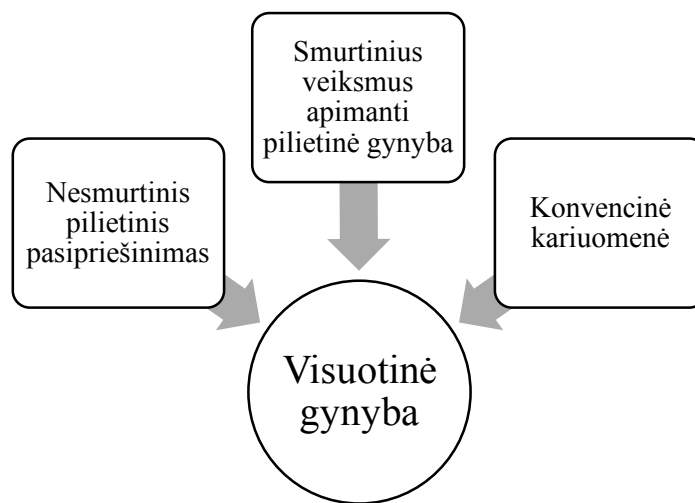 Smurtinius
veiksmus
apimanti
pilietinė gynyba
Nesmurtinis
pilietinis
pasipriešinimas
Konvencinė
kariuomenė
Visuotinė
gynyba